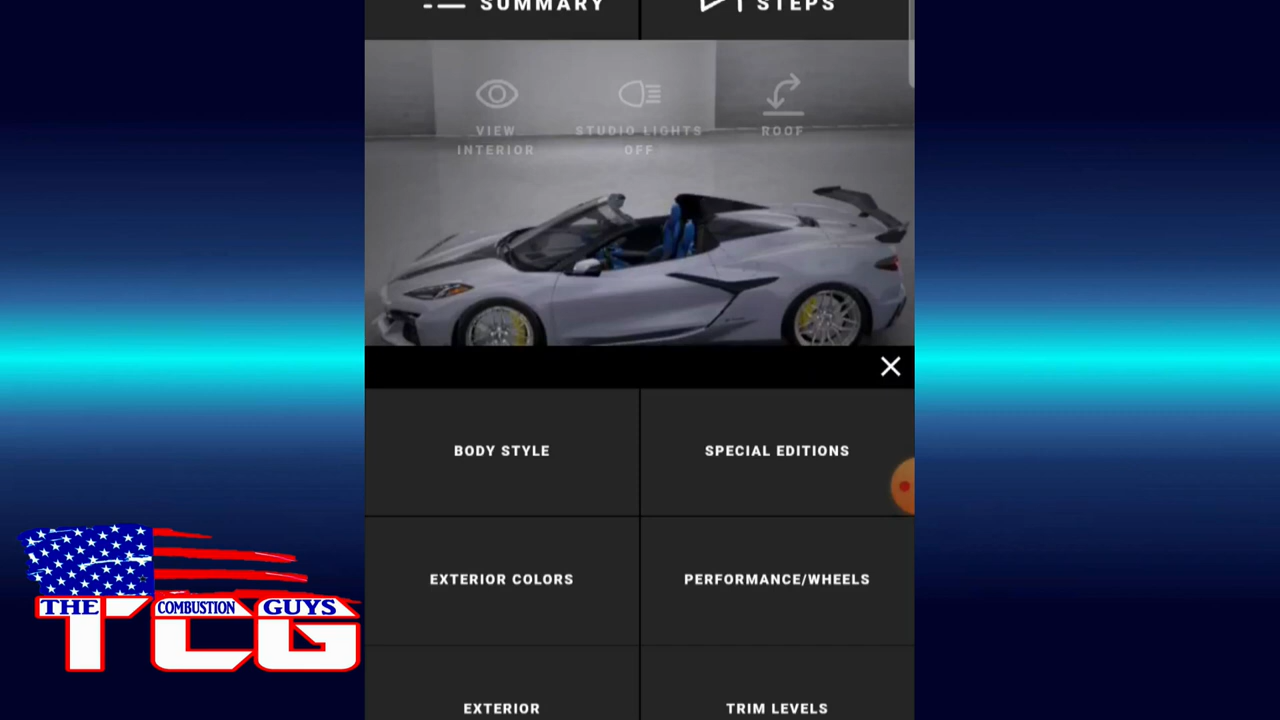 SUMMARY
STEPS
VIEW
INTERIOR
STUDIO LIGHTS
OFF
ROOF
BODY STYLE
SPECIAL EDITIONS
EXTERIOR COLORS
PERFORMANCE/WHEELS
EXTERIOR
TRIM LEVELS
THE COMBUSTION GUYS
TCG